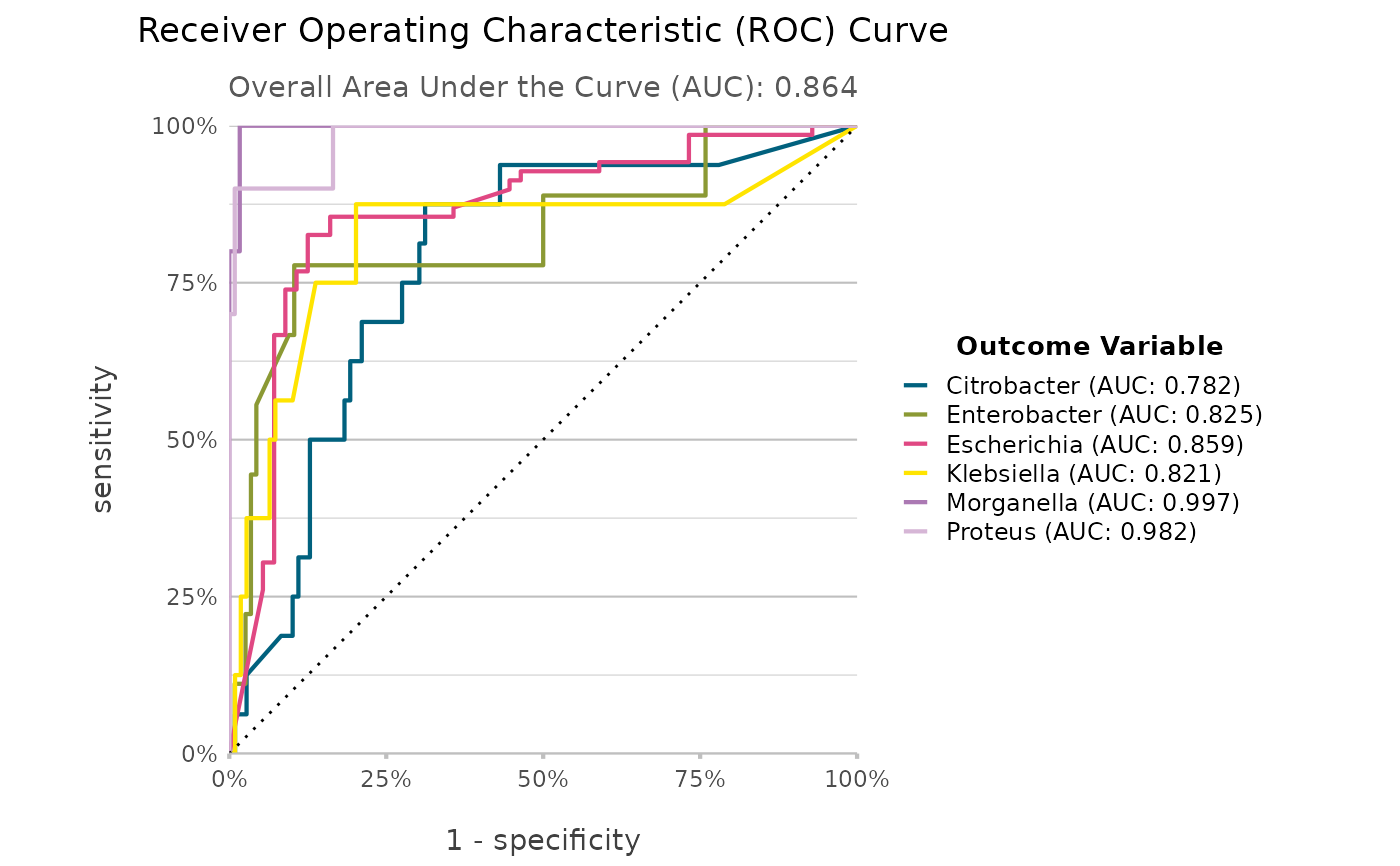 Receiver Operating Characteristic (ROC) Curve
Overall Area Under the Curve (AUC): 0.864
100%
75%
50%
25%
0%
sensitivity
0%
25%
50%
75%
100%
1 - specificity
Outcome Variable
Citrobacter (AUC: 0.782)
Enterobacter (AUC: 0.825)
Escherichia (AUC: 0.859)
Klebsiella (AUC: 0.821)
Morganella (AUC: 0.997)
Proteus (AUC: 0.982)